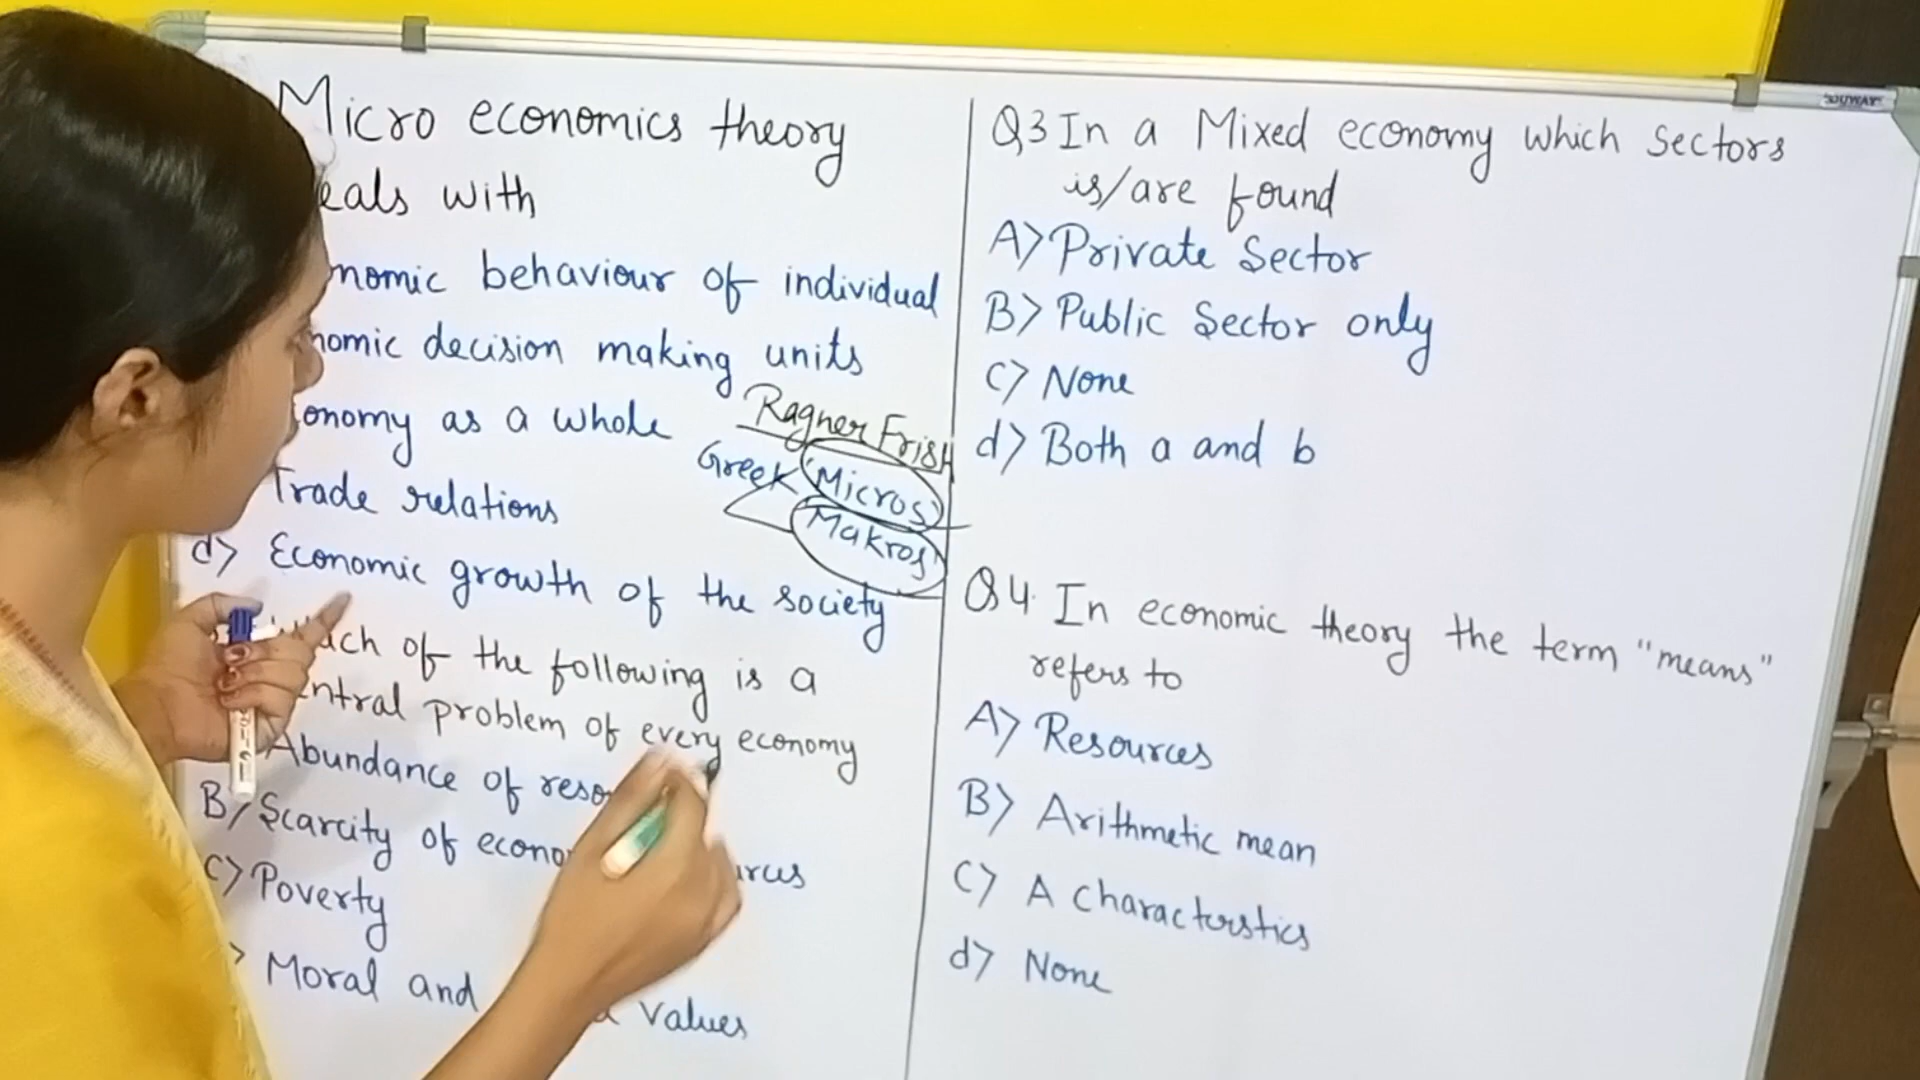 Micro economics theory
eals with
nomic behaviour of individual
nomic decision making units
onomy as a whole
Ragner Frish
Greek 'Micros'
'Makros'
Trade relations
d> Economic growth of the society
ch of the following is a
ntral problem of every economy
Abundance of reso
B/ Scarcity of econo urces
C> Poverty
> Moral and Values
Q3 In a Mixed economy which sectors
is/are found
A> Private Sector
B> Public Sector only
C> None
d> Both a and b
Q4. In economic theory the term "means"
refers to
A> Resources
B> Arithmetic mean
C> A characterstics
d> None